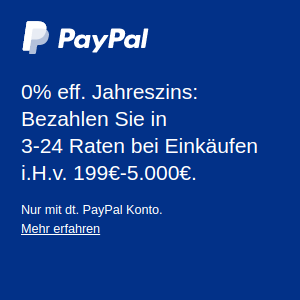 PayPal
0% eff. Jahreszins:
Bezahlen Sie in
3-24 Raten bei Einkäufen
i.H.v. 199€-5.000€.
Nur mit dt. PayPal Konto.
Mehr erfahren